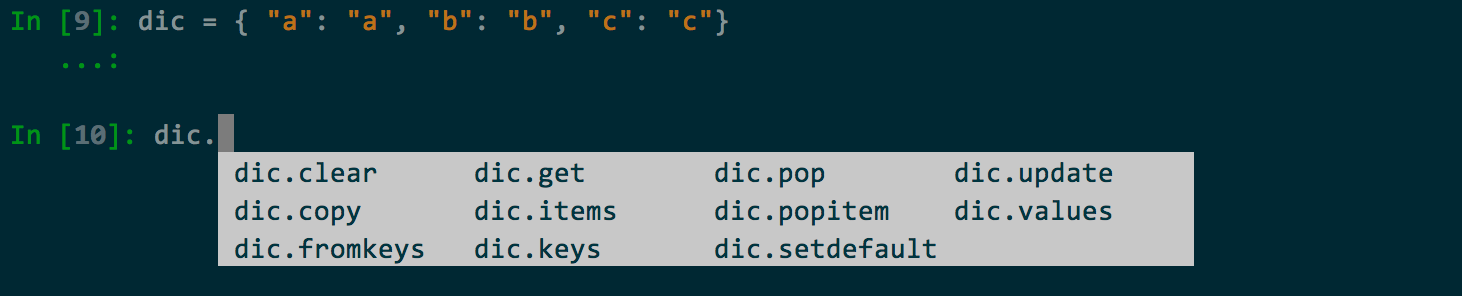 In [9]: dic = { "a": "a", "b": "b", "c": "c"}
...:
In [10]: dic.
dic.clear dic.get dic.pop dic.update
dic.copy dic.items dic.popitem dic.values
dic.fromkeys dic.keys dic.setdefault